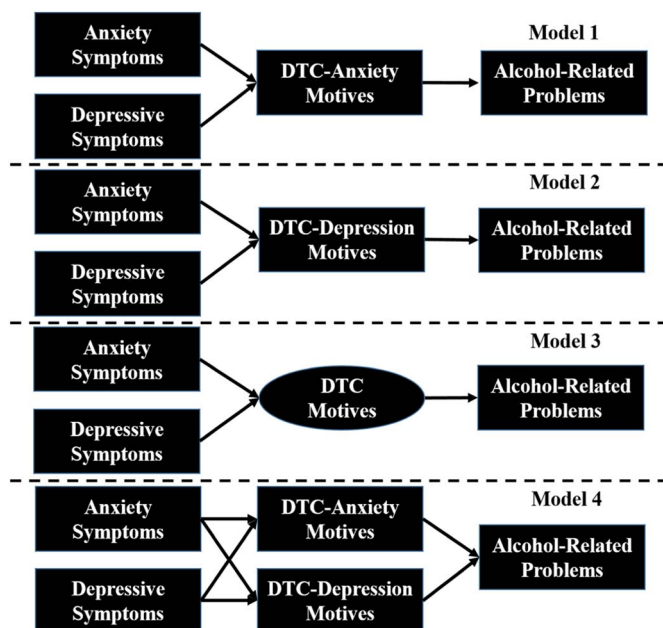 Model 1
Anxiety
Symptoms
DTC-Anxiety
Motives
Alcohol-Related
Problems
Depressive
Symptoms
Model 2
Anxiety
Symptoms
DTC-Depression
Motives
Alcohol-Related
Problems
Depressive
Symptoms
Model 3
Anxiety
Symptoms
DTC
Motives
Alcohol-Related
Problems
Depressive
Symptoms
Model 4
Anxiety
Symptoms
DTC-Anxiety
Motives
Alcohol-Related
Problems
Depressive
Symptoms
DTC-Depression
Motives